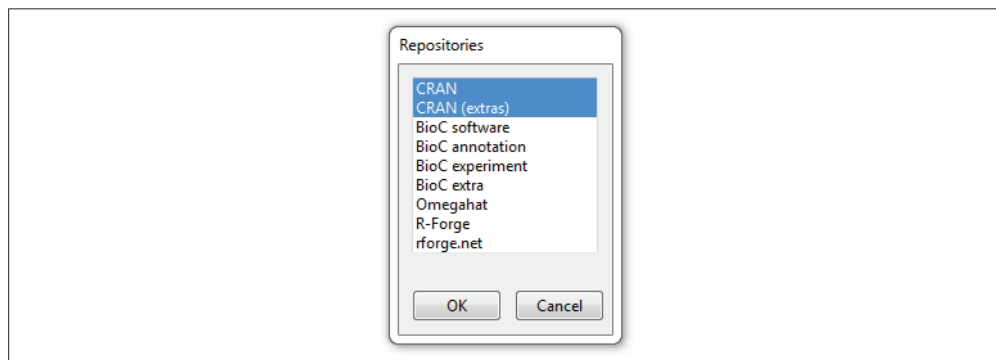 Repositories
CRAN
CRAN (extras)
BioC software
BioC annotation
BioC experiment
BioC extra
Omegahat
R-Forge
rforge.net
OK
Cancel